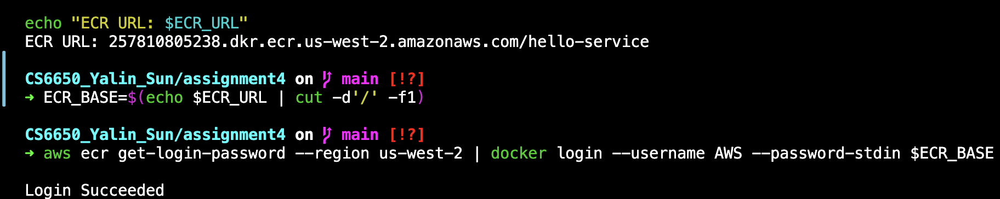 echo "ECR URL: $ECR_URL"
ECR URL: 257810805238.dkr.ecr.us-west-2.amazonaws.com/hello-service
CS6650_Yalin_Sun/assignment4 on main [!?]
→ ECR_BASE=$(echo $ECR_URL | cut -d'/' -f1)
CS6650_Yalin_Sun/assignment4 on main [!?]
→ aws ecr get-login-password --region us-west-2 | docker login --username AWS --password-stdin $ECR_BASE
Login Succeeded